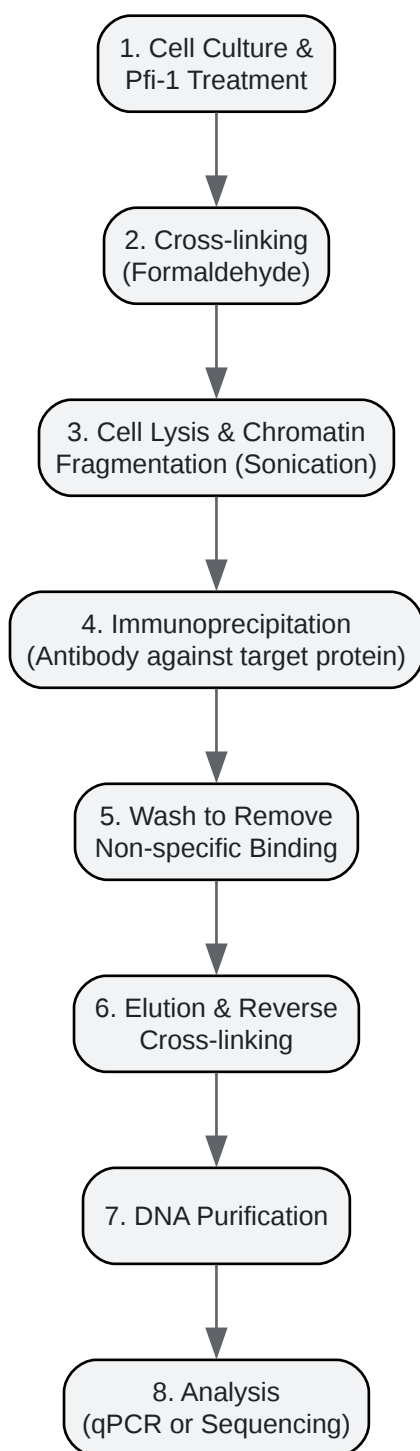 1. Cell Culture &
Pfi-1 Treatment
2. Cross-linking
(Formaldehyde)
3. Cell Lysis & Chromatin
Fragmentation (Sonication)
4. Immunoprecipitation
(Antibody against target protein)
5. Wash to Remove
Non-specific Binding
6. Elution & Reverse
Cross-linking
7. DNA Purification
8. Analysis
(qPCR or Sequencing)